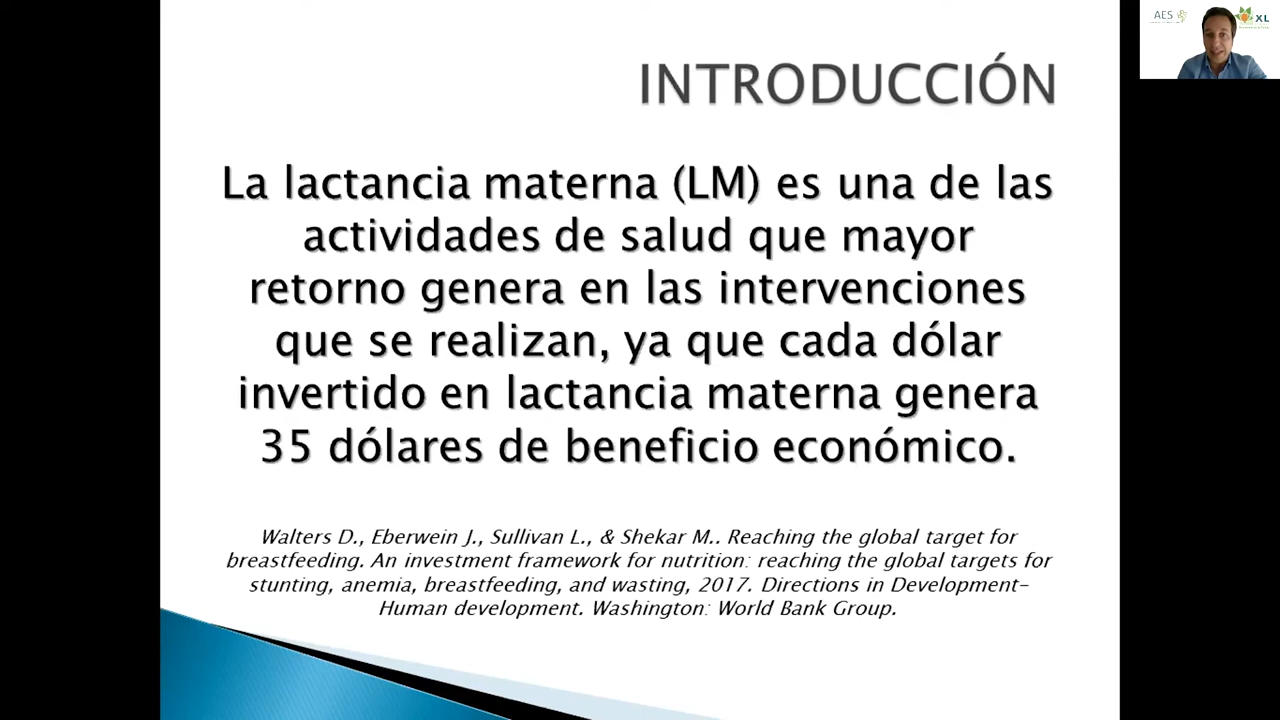 AES
XL
INTRODUCCIÓN
La lactancia materna (LM) es una de las
actividades de salud que mayor
retorno genera en las intervenciones
que se realizan, ya que cada dólar
invertido en lactancia materna genera
35 dólares de beneficio económico.
Walters D., Eberwein J., Sullivan L., & Shekar M.. Reaching the global target for
breastfeeding. An investment framework for nutrition: reaching the global targets for
stunting, anemia, breastfeeding, and wasting, 2017. Directions in Development-
Human development. Washington: World Bank Group.